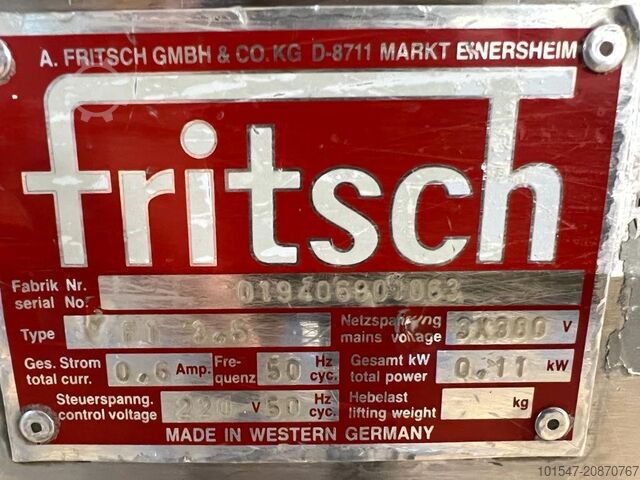 A. FRITSCH GMBH & CO. KG D-8711 MARKT EINERSHEIM
fritsch
Fabrik Nr. serial No.
Type 3.5 Netzspannung mains voltage V
Ges. Strom total curr. 0.6 Amp. Fre-quenz 50 Hz cyc. Gesamt kW total power 0.11 kW
Steuerspanng. control voltage 220 V 50 Hz cyc. Hebelast lifting weight kg
MADE IN WESTERN GERMANY
101547-20870767